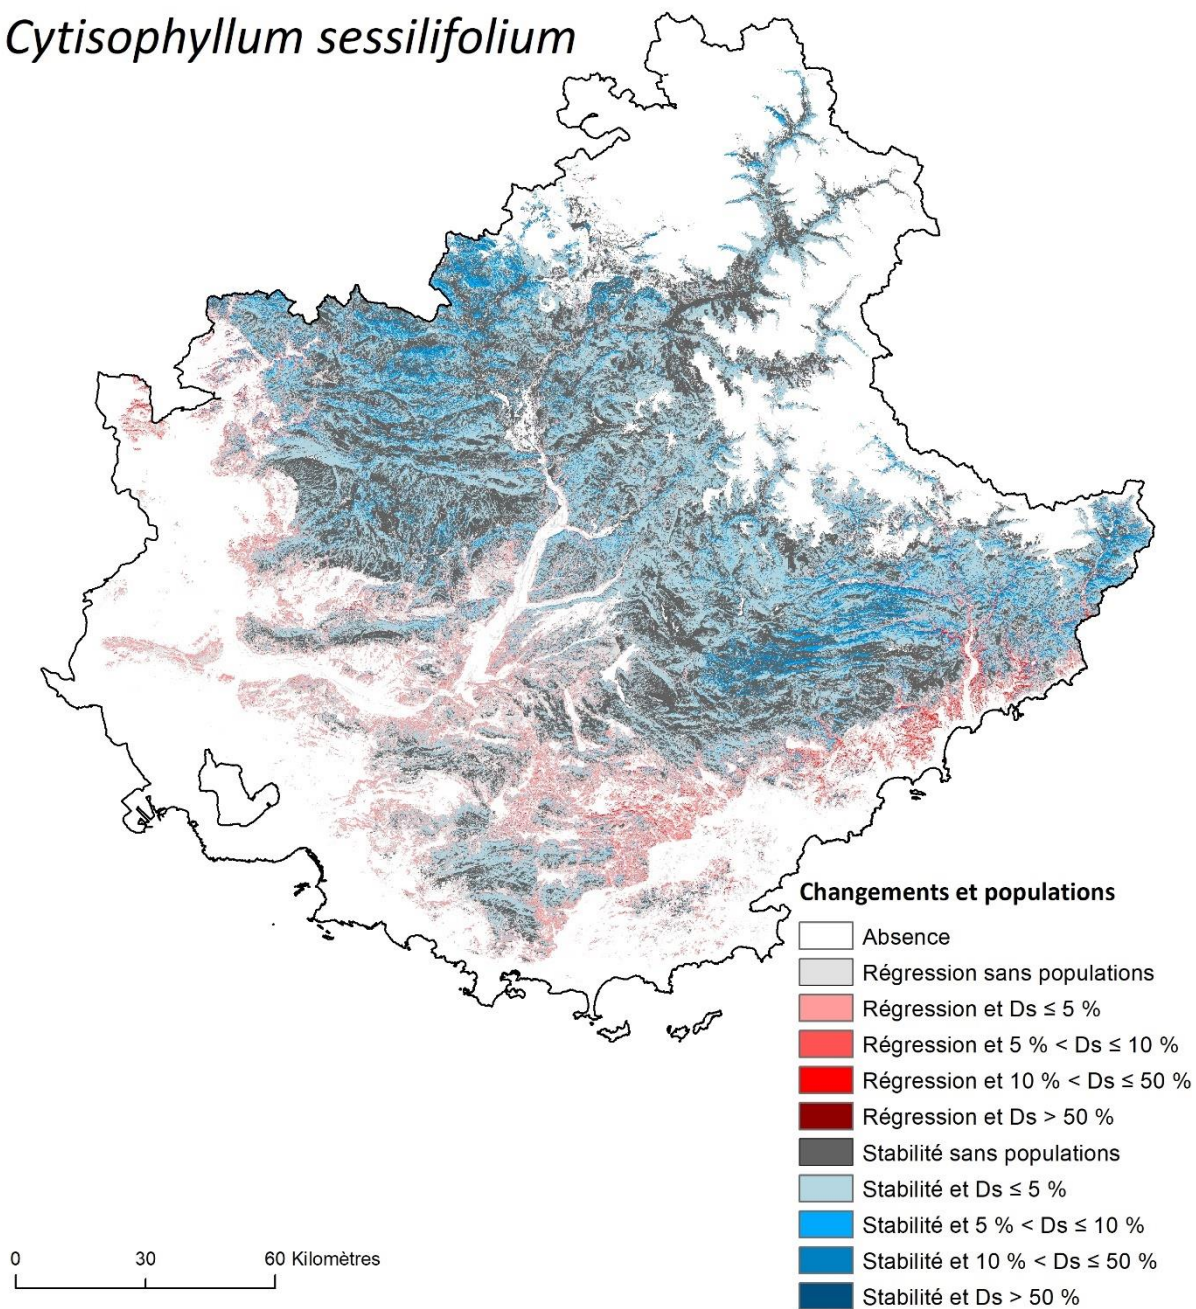 Cytisophyllum sessilifolium
Changements et populations
Absence
Régression sans populations
Régression et Ds ≤ 5 %
Régression et 5 % < Ds ≤ 10 %
Régression et 10 % < Ds ≤ 50 %
Régression et Ds > 50 %
Stabilité sans populations
Stabilité et Ds ≤ 5 %
Stabilité et 5 % < Ds ≤ 10 %
Stabilité et 10 % < Ds ≤ 50 %
Stabilité et Ds > 50 %
0 30 60 Kilomètres